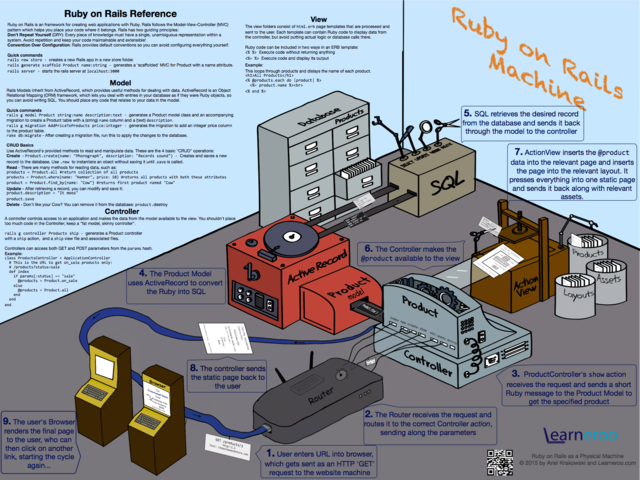 Ruby on Rails Reference
Ruby on Rails is an framework for creating web applications with Ruby. Rails follows the Model-View-Controller (MVC)
pattern which helps you place your code where it belongs. Rails has two guiding principles:
Don't Repeat Yourself (DRY): Every piece of knowledge must have a single, unambiguous representation within a
system. Avoid repetition and keep your code maintainable and extensible!
Convention Over Configuration: Rails provides default conventions so you can avoid configuring everything yourself.
Quick commands
rails new store - creates a new Rails app in a new store folder.
rails generate scaffold Product name:string - generates a 'scaffolded' MVC for Product with a name attribute.
rails server - starts the rails server at localhost:3000
Model
Rails Models inherit from ActiveRecord, which provides useful methods for dealing with data. ActiveRecord is an Object
Relational Mapping (ORM) framework, which lets you deal with entries in your database as if they were Ruby objects, so
you can avoid writing SQL. You should place any code that relates to your data in the model.
Quick commands
rails g model Product string:name description:text - generates a Product model class and an accompanying
migration to create a Product table with a (string) name column and a (text) description.
rails g migration AddPriceToProducts price:integer - generates the migration to add an integer price column
to the product table.
rake db:migrate - After creating a migration file, run this to apply the changes to the database.
CRUD Basics
Use ActiveRecord's provided methods to read and manipulate data. These are the 4 basic "CRUD" operations:
Create - Product.create(name: "Phonograph", description: "Records sound") - Creates and saves a new
record to the database. Use .new to instantiate an object without saving it until save is called.
Read - There are many methods for reading data, such as:
products = Product.all #return collection of all products
product = Product.find_by(name: "Cow") #returns first product named "Cow"
Update - After retrieving a record, you can modify and save it:
product.description = "It moos"
product.save
Delete - Don't like your Cow? You can remove it from the database: product.destroy
Controller
A controller controls access to an application and makes the data from the model available to the view. You shouldn't place
too much code in the Controller, keep a "fat model, skinny controller".
rails g controller Products ship - generates a Product controller
with a ship action, and a ship view file and associated files.
Controllers can access both GET and POST parameters from the params hash.
Example:
class ProductsController < ApplicationController
# This is the URL to get on_sale products only:
# /products?status=sale
def index
if params[:status] == "sale"
@products = Product.on_sale
else
@products = Product.all
end
end
end
View
The view folders consist of html.erb page templates that are processed and
sent to the user. Each template can contain Ruby code to display data from
the controller, but avoid putting actual logic or database calls there.
Ruby code can be included in two ways in an ERB template:
<% %> Execute code without returning anything
<%= %> Execute code and display its output
Example:
This loops through products and dislays the name of each product.
<h1>All Products</h1>
<% @products.each do |product| %>
<%= product.name %><br>
<% end %>
Ruby on Rails
Machine
5. SQL retrieves the desired record
from the database and sends it back
through the model to the controller
7. ActionView inserts the @product
data into the relevant page and inserts
the page into the relevant layout. It
presses everything into one static page
and sends it back along with relevant
assets.
Database
Products
SQL
6. The Controller makes the
@product available to the view
Action
View
Products
Assets
Layouts
Active Record
Product
model
4. The Product Model
uses ActiveRecord to convert
the Ruby into SQL
Product
Controller
8. The controller sends
the static page back to
the user
Router
3. ProductController's show action
receives the request and sends a short
Ruby message to the Product Model to
get the specified product
Browser
2. The Router receives the request and
routes it to the correct Controller action,
sending along the parameters
9. The user's Browser
renders the final page
to the user, who can
then click on another
link, starting the cycle
again...
1. User enters URL into browser,
which gets sent as an HTTP 'GET'
request to the website machine
Learneroo
Ruby on Rails as a Physical Machine
© 2015 by Ariel Krakowski and Learneroo.com